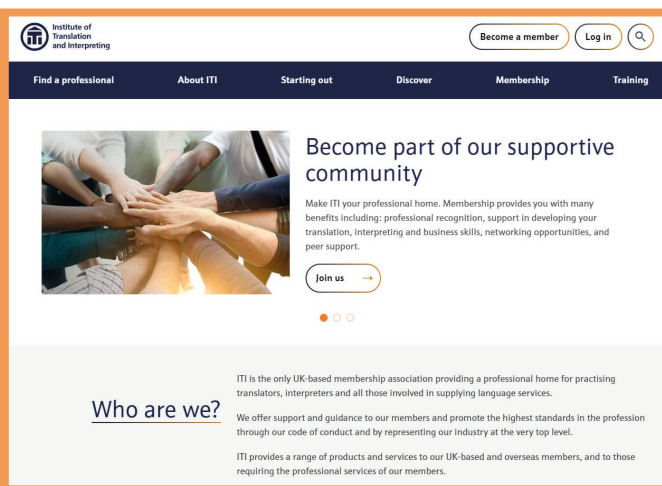 Institute of
Translation
and Interpreting
Become a member
Log in
Find a professional
About ITI
Starting out
Discover
Membership
Training
Become part of our supportive
community
Make ITI your professional home. Membership provides you with many
benefits including: professional recognition, support in developing your
translation, interpreting and business skills, networking opportunities, and
peer support.
Join us →
Who are we?
ITI is the only UK-based membership association providing a professional home for practising
translators, interpreters and all those involved in supplying language services.
We offer support and guidance to our members and promote the highest standards in the profession
through our code of conduct and by representing our industry at the very top level.
ITI provides a range of products and services to our UK-based and overseas members, and to those
requiring the professional services of our members.